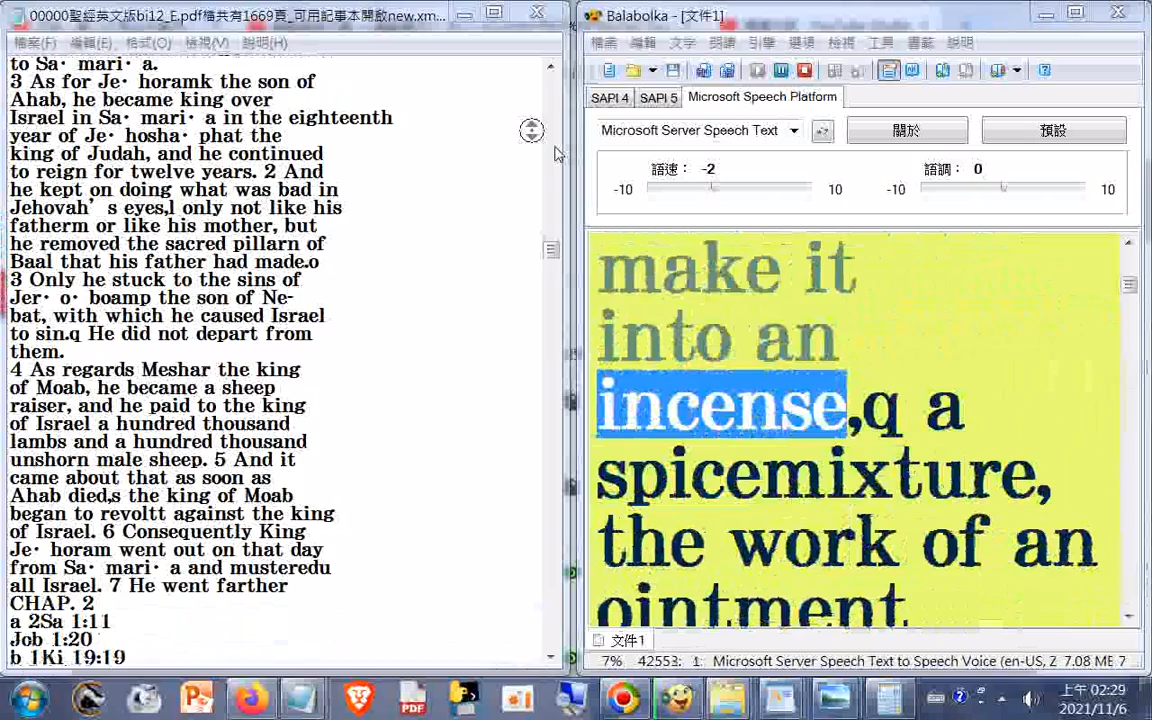 00000聖經英文版bi12_E.pdf檔共有1669頁_可用記事本開啟new.xm...
檔案(F) 編輯(E) 格式(O) 檢視(V) 說明(H)
to Sa· mari· a.
3 As for Je· horamk the son of
Ahab, he became king over
Israel in Sa· mari· a in the eighteenth
year of Je· hosha· phat the
king of Judah, and he continued
to reign for twelve years. 2 And
he kept on doing what was bad in
Jehovah’s eyes,l only not like his
fatherm or like his mother, but
he removed the sacred pillarn of
Baal that his father had made.o
3 Only he stuck to the sins of
Jer· o· boamp the son of Ne-
bat, with which he caused Israel
to sin.q He did not depart from
them.
4 As regards Meshar the king
of Moab, he became a sheep
raiser, and he paid to the king
of Israel a hundred thousand
lambs and a hundred thousand
unshorn male sheep. 5 And it
came about that as soon as
Ahab died,s the king of Moab
began to revoltt against the king
of Israel. 6 Consequently King
Je· horam went out on that day
from Sa· mari· a and musteredu
all Israel. 7 He went farther
CHAP. 2
a 2Sa 1:11
Job 1:20
b 1Ki 19:19
Balabolka - [文件1]
檔案 編輯 文字 朗讀 引擎 選項 檢視 工具 書籤 說明
SAPI 4 SAPI 5 Microsoft Speech Platform
Microsoft Server Speech Text 關於 預設
語速： -2 語調： 0
-10 10 -10 10
make it
into an
incense,q a
spicemixture,
the work of an
ointment
文件1
7% 42553: 1: Microsoft Server Speech Text to Speech Voice (en-US, Z 7.08 ME 7
上午 02:29
2021/11/6